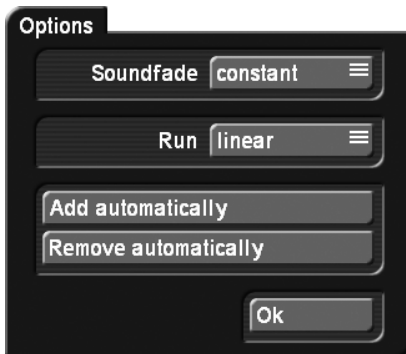 Options
Soundfade constant
Run linear
Add automatically
Remove automatically
Ok